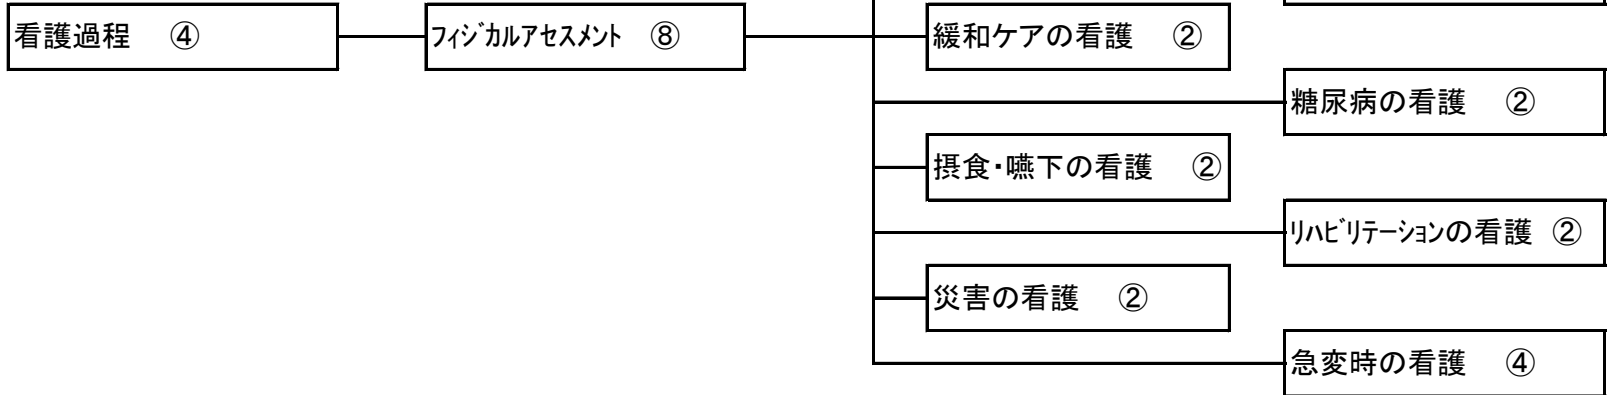 看護過程 ④
フィジカルアセスメント ⑧
緩和ケアの看護 ②
糖尿病の看護 ②
摂食・嚥下の看護 ②
リハビリテーションの看護 ②
災害の看護 ②
急変時の看護 ④